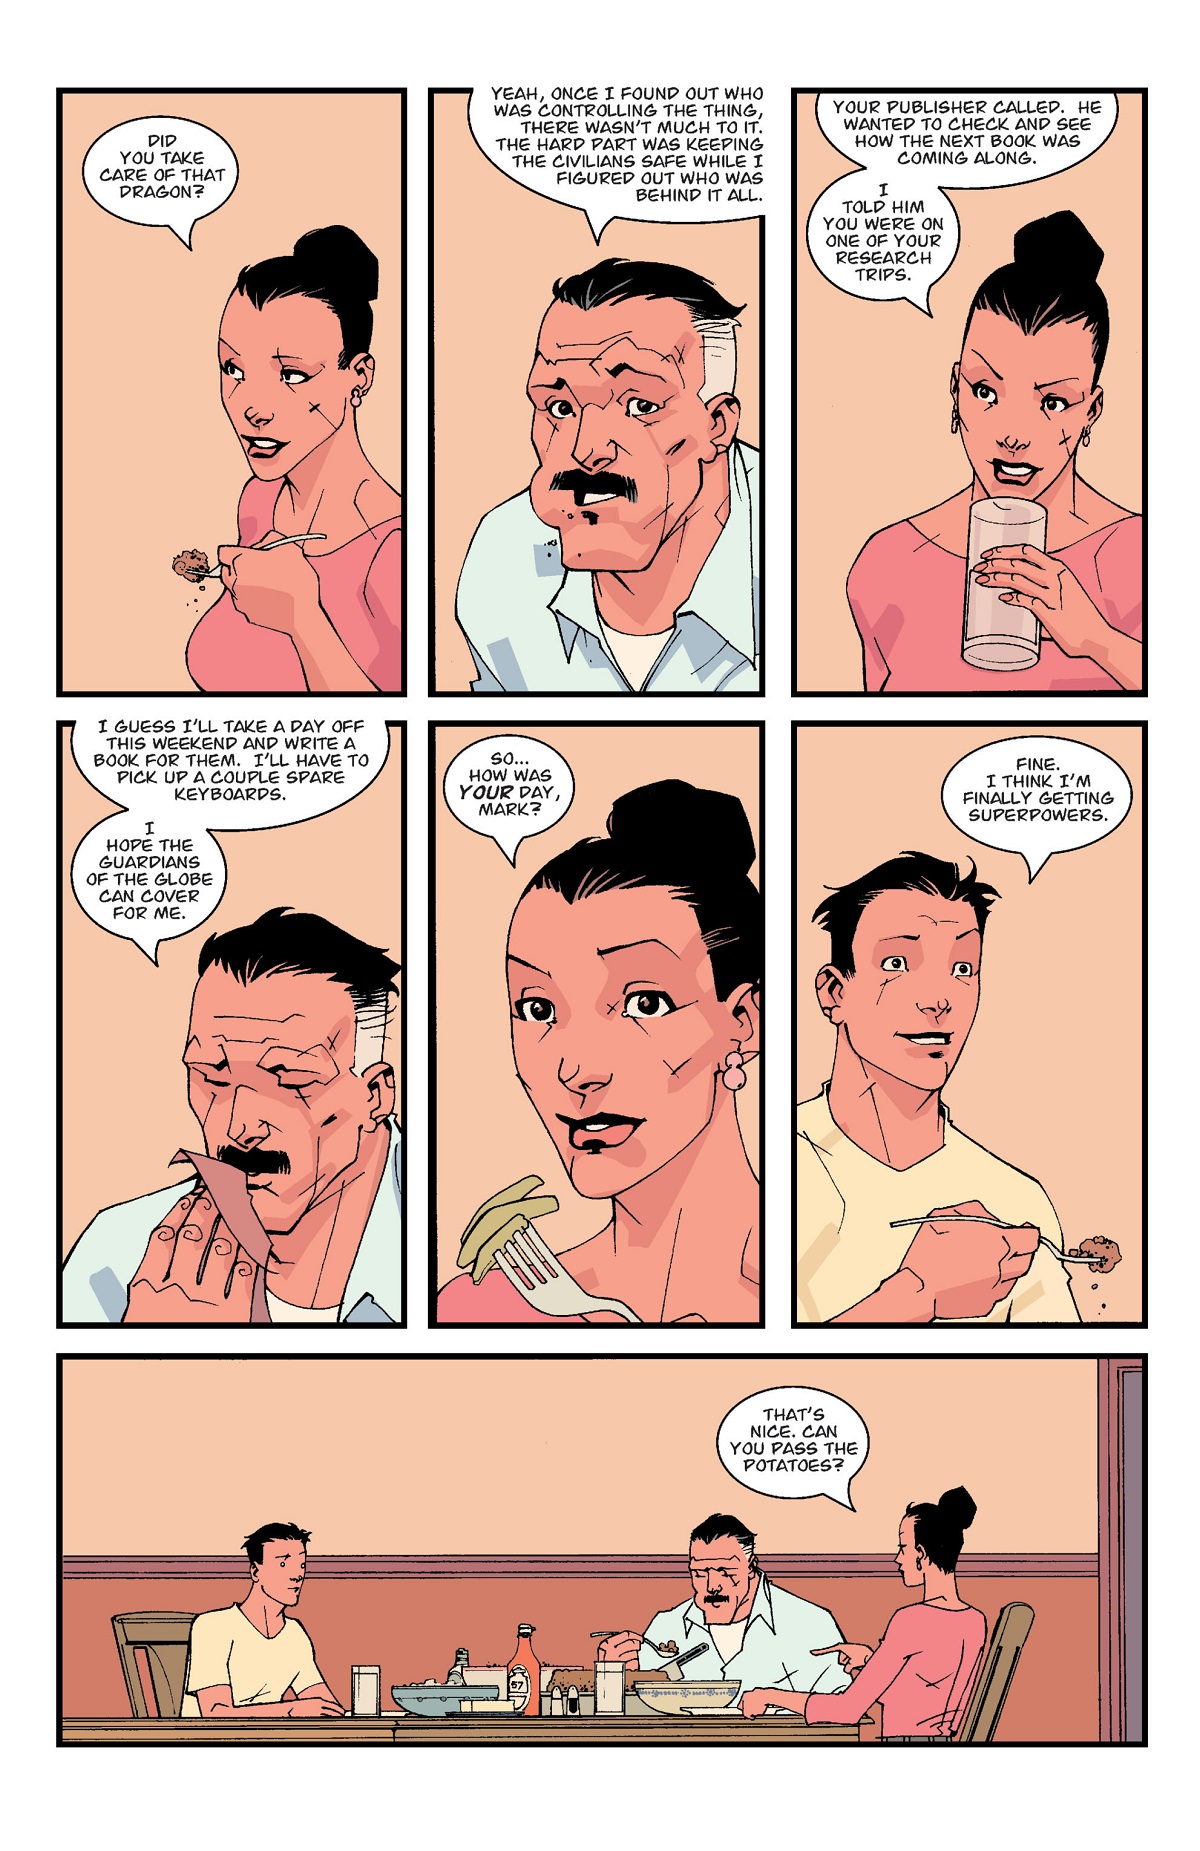 DID
YOU TAKE
CARE OF THAT
DRAGON?
YEAH, ONCE I FOUND OUT WHO
WAS CONTROLLING THE THING,
THERE WASN'T MUCH TO IT.
THE HARD PART WAS KEEPING
THE CIVILIANS SAFE WHILE I
FIGURED OUT WHO WAS
BEHIND IT ALL.
YOUR PUBLISHER CALLED. HE
WANTED TO CHECK AND SEE
HOW THE NEXT BOOK WAS
COMING ALONG.
I
TOLD HIM
YOU WERE ON
ONE OF YOUR
RESEARCH
TRIPS.
I GUESS I'LL TAKE A DAY OFF
THIS WEEKEND AND WRITE A
BOOK FOR THEM. I'LL HAVE TO
PICK UP A COUPLE SPARE
KEYBOARDS.
I
HOPE THE
GUARDIANS
OF THE GLOBE
CAN COVER
FOR ME.
SO...
HOW WAS
YOUR DAY,
MARK?
FINE.
I THINK I'M
FINALLY GETTING
SUPERPOWERS.
THAT'S
NICE. CAN
YOU PASS THE
POTATOES?
57